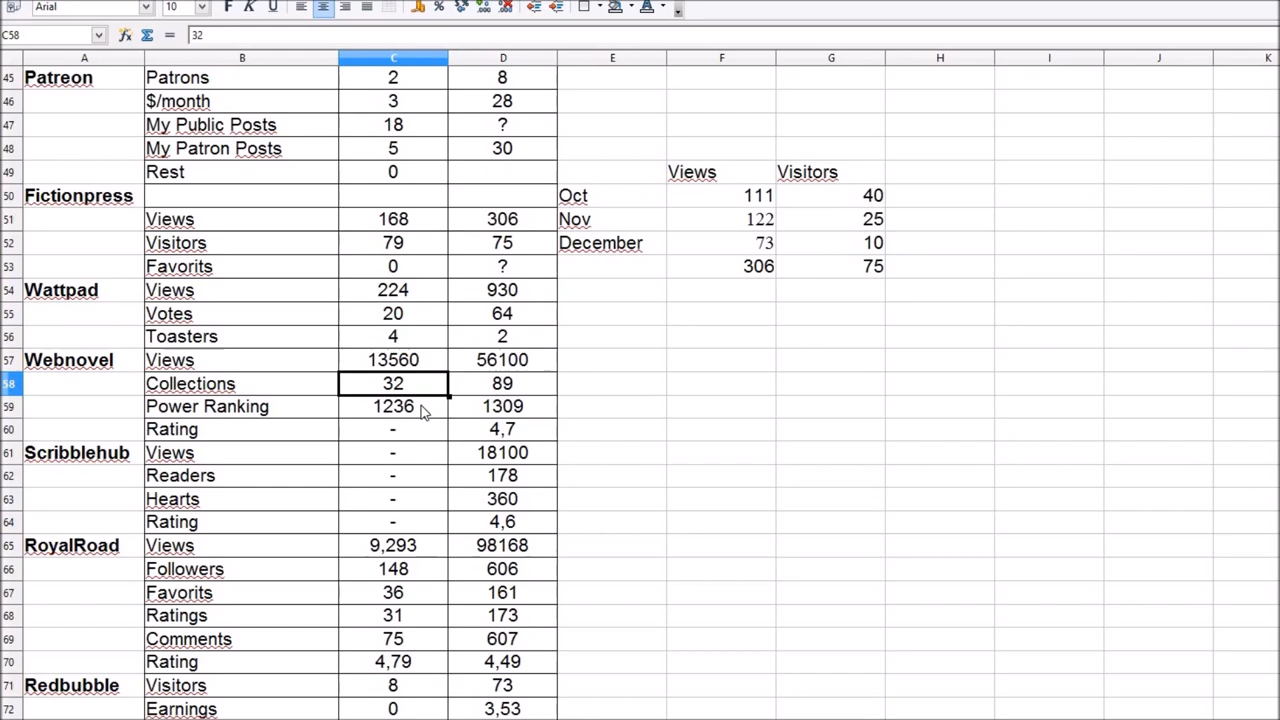 Arial 10
C58 32
A B C D E F G H I J K
45 Patreon Patrons 2 8
46 $/month 3 28
47 My Public Posts 18 ?
48 My Patron Posts 5 30
49 Rest 0 Views Visitors
50 Fictionpress Oct 111 40
51 Views 168 306 Nov 122 25
52 Visitors 79 75 December 73 10
53 Favorits 0 ? 306 75
54 Wattpad Views 224 930
55 Votes 20 64
56 Toasters 4 2
57 Webnovel Views 13560 56100
58 Collections 32 89
59 Power Ranking 1236 1309
60 Rating - 4,7
61 Scribblehub Views - 18100
62 Readers - 178
63 Hearts - 360
64 Rating - 4,6
65 RoyalRoad Views 9,293 98168
66 Followers 148 606
67 Favorits 36 161
68 Ratings 31 173
69 Comments 75 607
70 Rating 4,79 4,49
71 Redbubble Visitors 8 73
72 Earnings 0 3,53